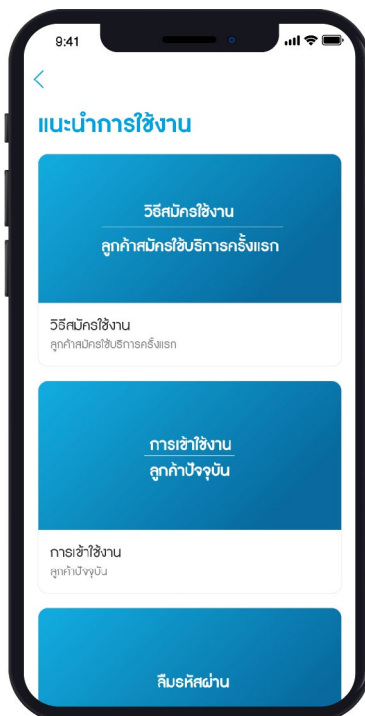 9:41
แนะนำการใช้งาน
วิธีสมัครใช้งาน
ลูกค้าสมัครใช้บริการครั้งแรก
วิธีสมัครใช้งาน
ลูกค้าสมัครใช้บริการครั้งแรก
การเข้าใช้งาน
ลูกค้าปัจจุบัน
การเข้าใช้งาน
ลูกค้าปัจจุบัน
ลืมรหัสผ่าน